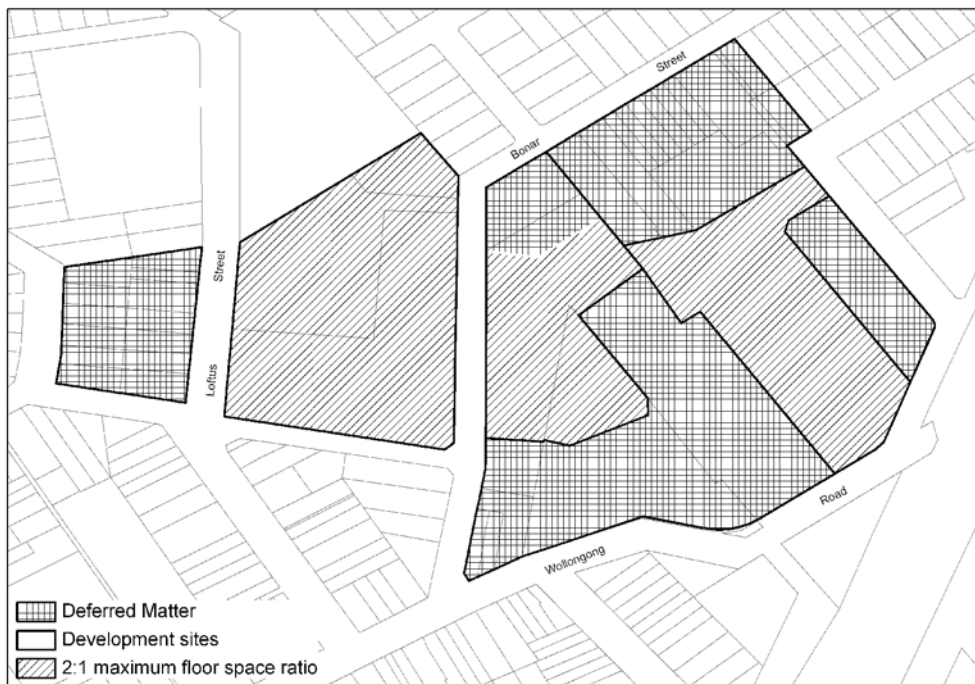 Street
Bonar
Street
Loftus
Road
Wollongong
Deferred Matter
Development sites
2:1 maximum floor space ratio